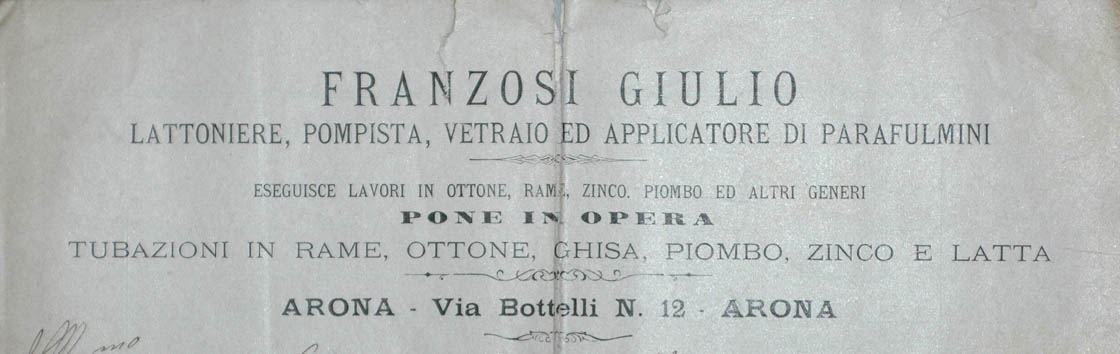 FRANZOSI GIULIO
LATTONIERE, POMPISTA, VETRAIO ED APPLICATORE DI PARAFULMINI
ESEGUISCE LAVORI IN OTTONE, RAME, ZINCO. PIOMBO ED ALTRI GENERI
PONE IN OPERA
TUBAZIONI IN RAME, OTTONE, GHISA, PIOMBO, ZINCO E LATTA
ARONA - Via Bottelli N. 12 - ARONA